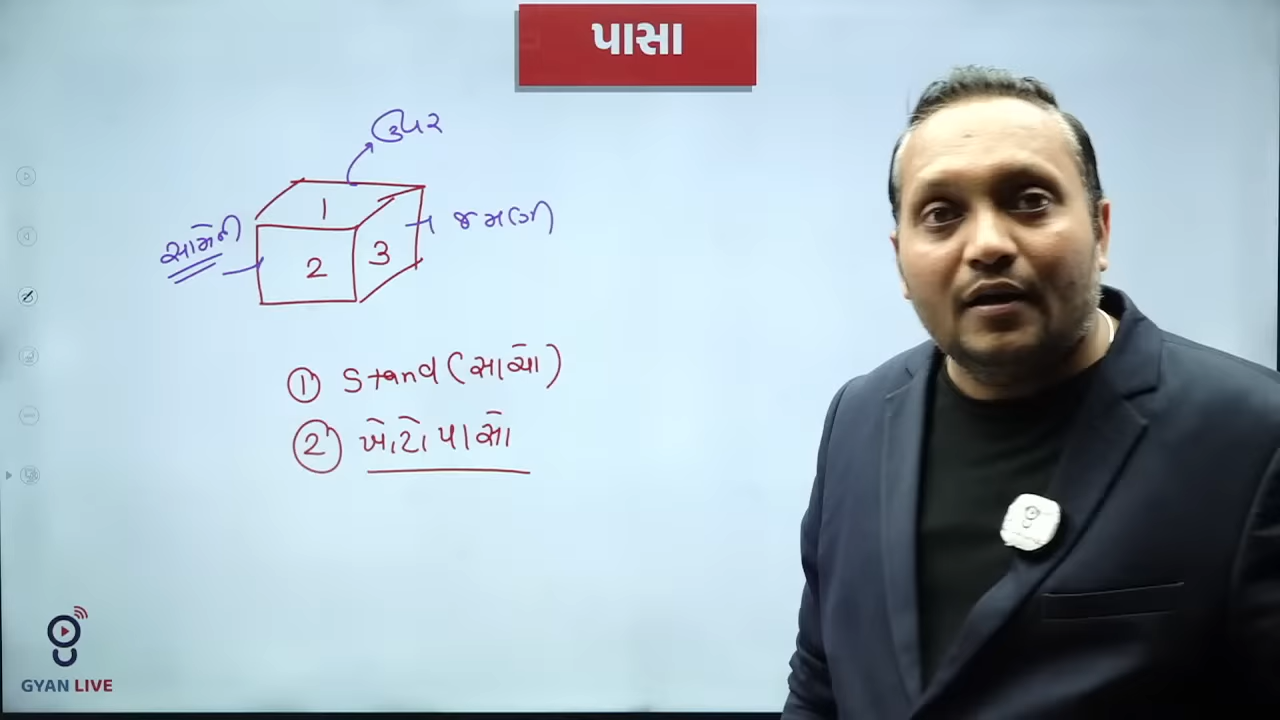 પાસા
ઉપર
સામેની
જમણી
1
2
3
① Stand (સાચો)
② ખોટો પાસો
GYAN LIVE